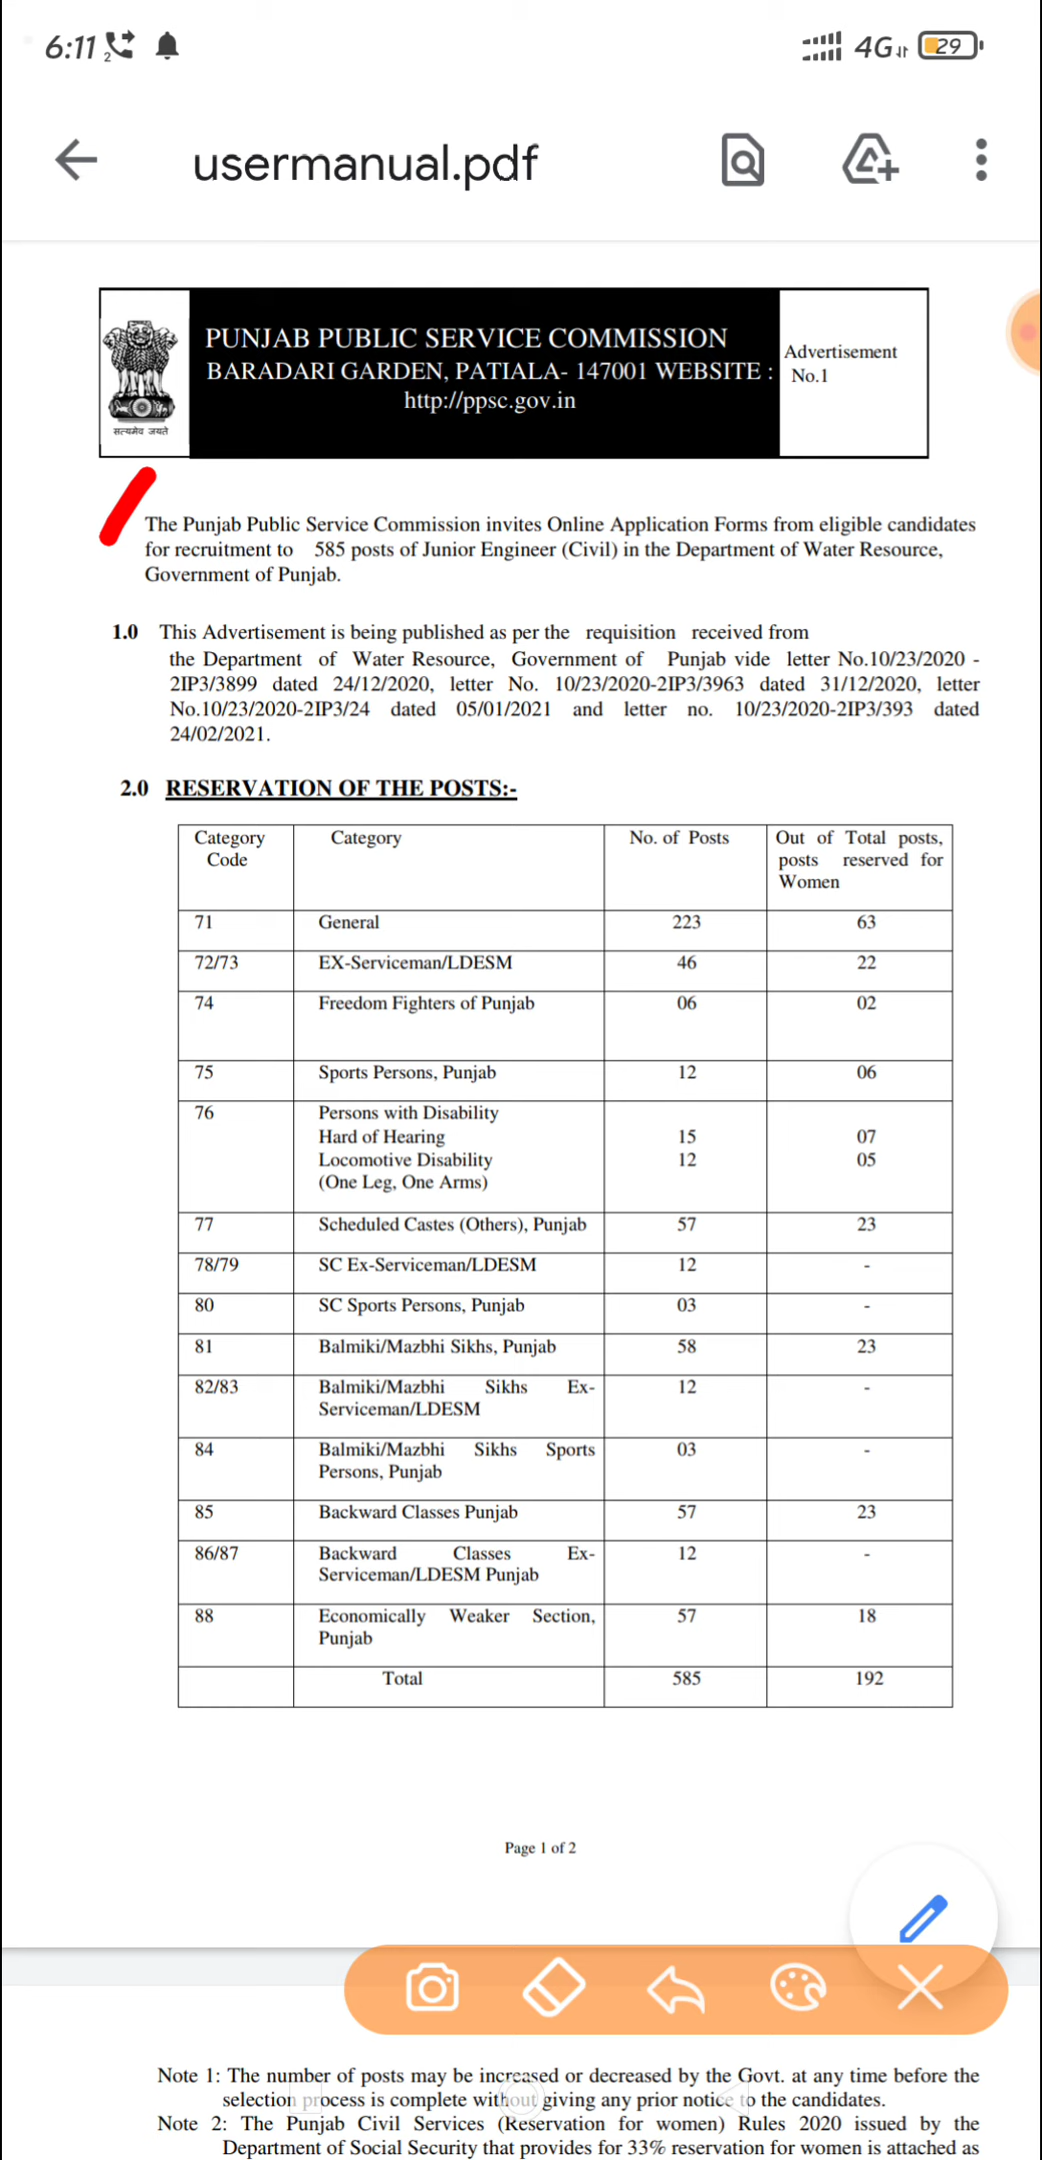 6:11 2 4G 29
usermanual.pdf
PUNJAB PUBLIC SERVICE COMMISSION
BARADARI GARDEN, PATIALA- 147001 WEBSITE :
http://ppsc.gov.in
Advertisement
No.1
सत्यमेव जयते
The Punjab Public Service Commission invites Online Application Forms from eligible candidates
for recruitment to 585 posts of Junior Engineer (Civil) in the Department of Water Resource,
Government of Punjab.
1.0 This Advertisement is being published as per the requisition received from
the Department of Water Resource, Government of Punjab vide letter No.10/23/2020 -
2IP3/3899 dated 24/12/2020, letter No. 10/23/2020-2IP3/3963 dated 31/12/2020, letter
No.10/23/2020-2IP3/24 dated 05/01/2021 and letter no. 10/23/2020-2IP3/393 dated
24/02/2021.
2.0 RESERVATION OF THE POSTS:-
Category Code Category No. of Posts Out of Total posts, posts reserved for Women
71 General 223 63
72/73 EX-Serviceman/LDESM 46 22
74 Freedom Fighters of Punjab 06 02
75 Sports Persons, Punjab 12 06
76 Persons with Disability
Hard of Hearing 15 07
Locomotive Disability 12 05
(One Leg, One Arms)
77 Scheduled Castes (Others), Punjab 57 23
78/79 SC Ex-Serviceman/LDESM 12 -
80 SC Sports Persons, Punjab 03 -
81 Balmiki/Mazbhi Sikhs, Punjab 58 23
82/83 Balmiki/Mazbhi Sikhs Ex- 12 -
Serviceman/LDESM
84 Balmiki/Mazbhi Sikhs Sports 03 -
Persons, Punjab
85 Backward Classes Punjab 57 23
86/87 Backward Classes Ex- 12 -
Serviceman/LDESM Punjab
88 Economically Weaker Section, 57 18
Punjab
Total 585 192
Page 1 of 2
Note 1: The number of posts may be increased or decreased by the Govt. at any time before the
selection process is complete without giving any prior notice to the candidates.
Note 2: The Punjab Civil Services (Reservation for women) Rules 2020 issued by the
Department of Social Security that provides for 33% reservation for women is attached as